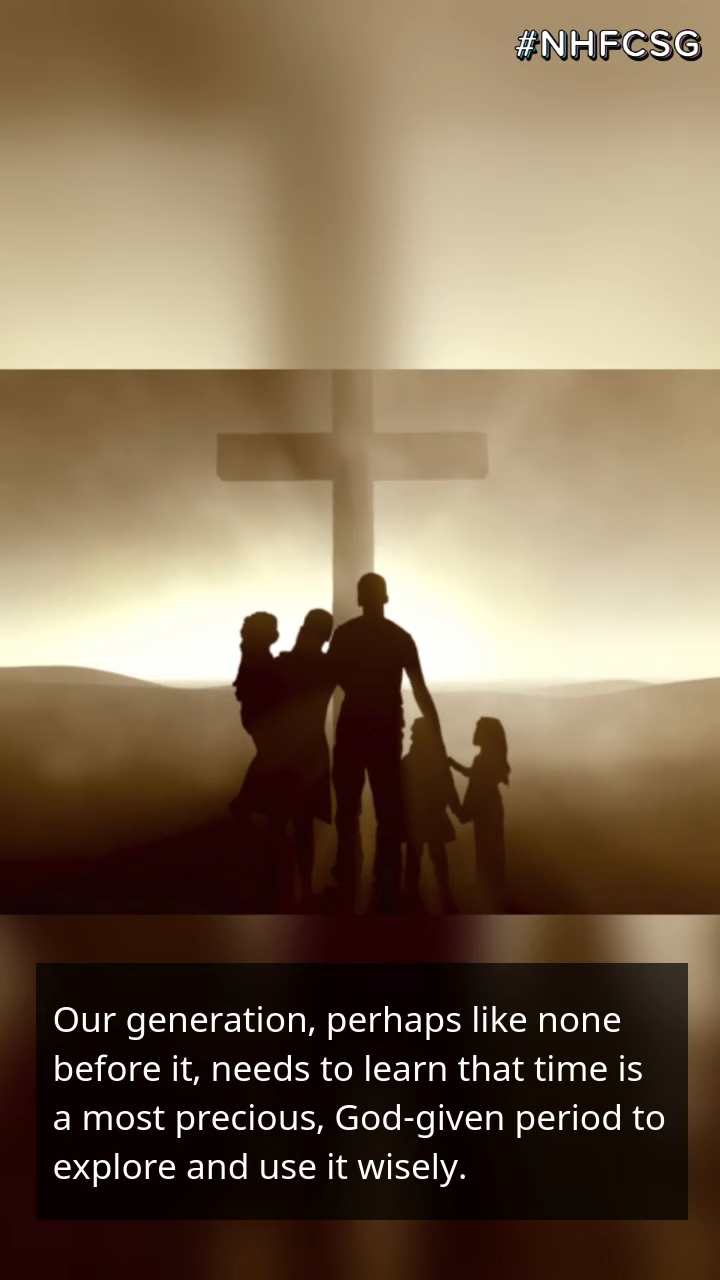 #NHFCSG
Our generation, perhaps like none
before it, needs to learn that time is
a most precious, God-given period to
explore and use it wisely.